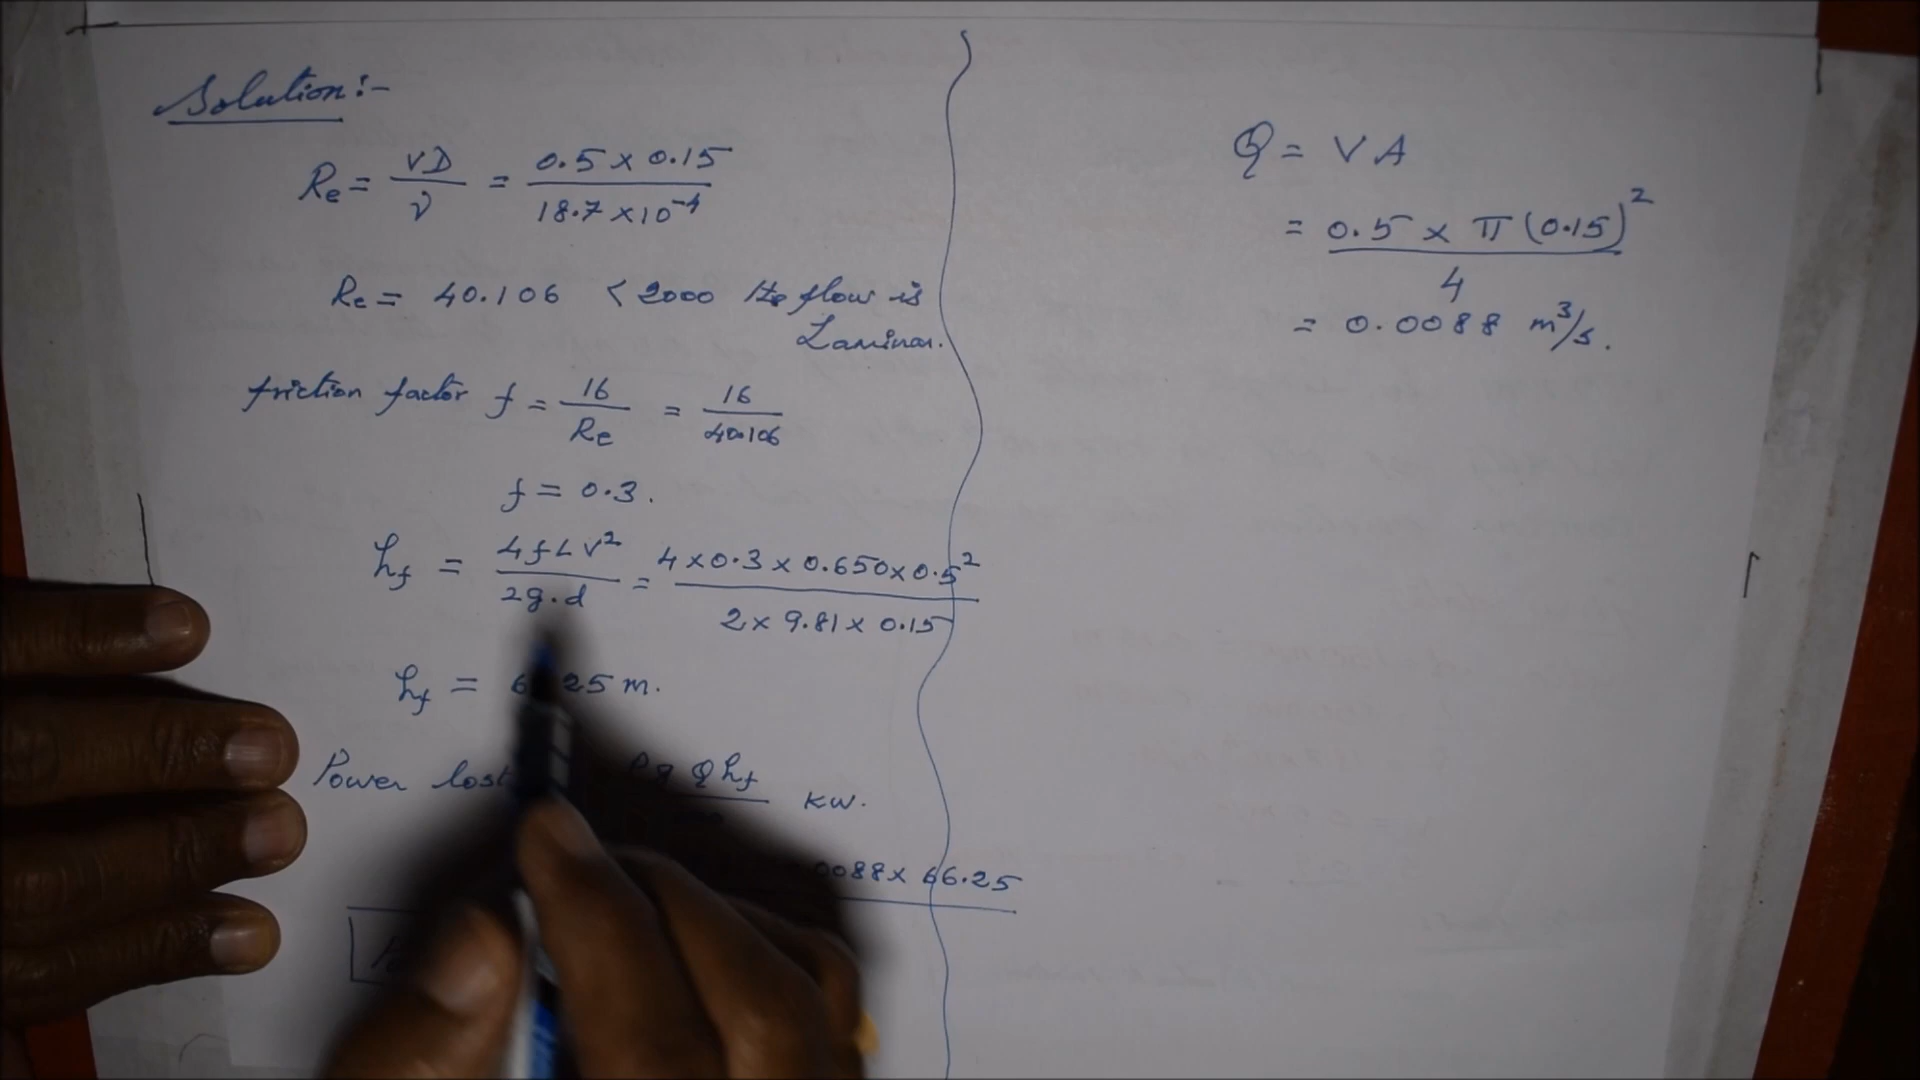 Solution:-
Re = VD / ν = 0.5 × 0.15 / 18.7 × 10⁻⁴
Re = 40.106 < 2000 the flow is
Laminar.
friction factor f = 16 / Re = 16 / 40.106
f = 0.3.
hf = 4fLv² / 2g.d = 4 × 0.3 × 0.650 × 0.5² / 2 × 9.81 × 0.15
hf = 6 25 m.
Power lost ρg Q hf kw.
0088 × 66.25
Q = VA
= 0.5 × π (0.15)² / 4
= 0.0088 m³/s.